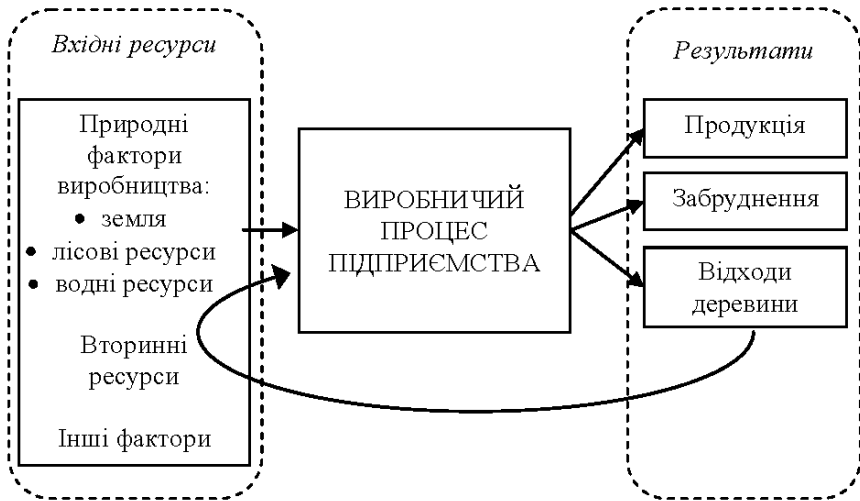 Вхідні ресурси
Природні
фактори
виробництва:
• земля
• лісові ресурси
• водні ресурси
Вторинні
ресурси
Інші фактори
ВИРОБНИЧИЙ
ПРОЦЕС
ПІДПРИЄМСТВА
Результати
Продукція
Забруднення
Відходи
деревини